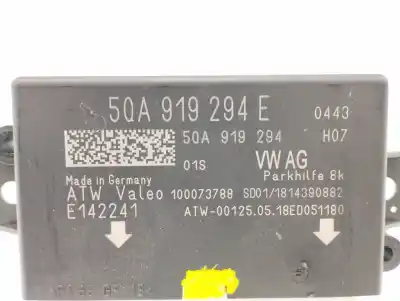 5QA 919 294 E
0443
5QA 919 294
H07
01S
VW AG
Parkhilfe 8k
Made in Germany
ATW Valeo 100073788 SD01/1814390882
E142241
ATW-00125.05.18ED051180